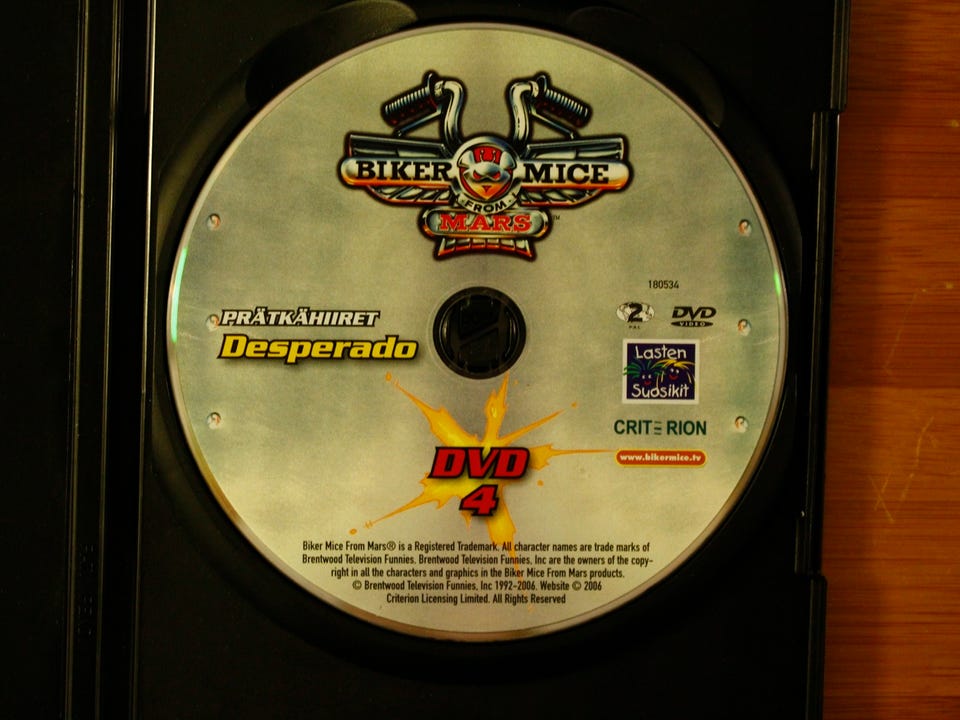 BIKER MICE
FROM
MARS™
180534
PRÄTKÄHIIRET
Desperado
2
PAL
DVD
VIDEO
Lasten
Suosikit
CRITERION
www.bikermice.tv
DVD
4
Biker Mice From Mars® is a Registered Trademark. All character names are trade marks of
Brentwood Television Funnies. Brentwood Television Funnies, Inc are the owners of the copy-
right in all the characters and graphics in the Biker Mice From Mars products.
© Brentwood Television Funnies, Inc 1992-2006. Website © 2006
Criterion Licensing Limited. All Rights Reserved